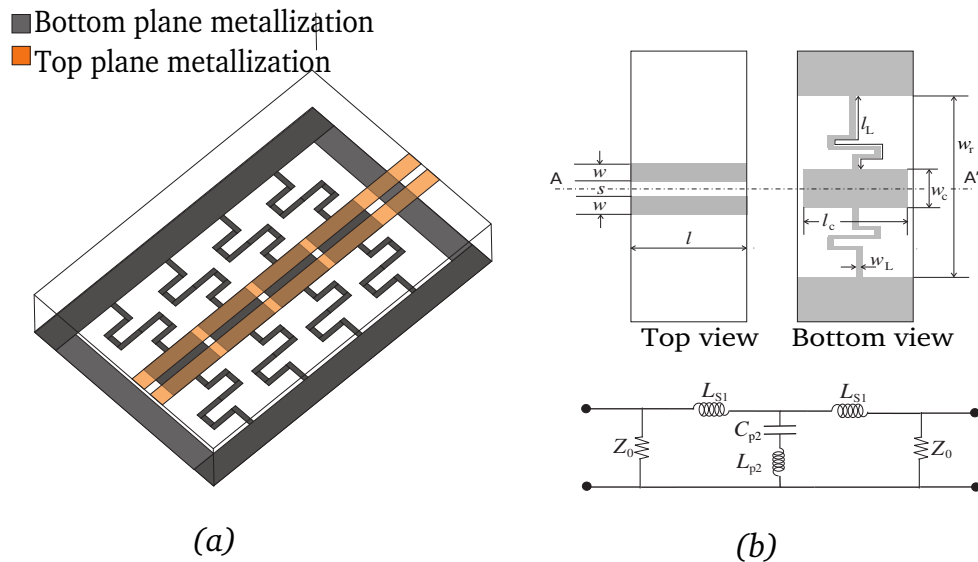 Bottom plane metallization
Top plane metallization
(a)
A
w
s
w
l
Top view
l_L
w_r
A'
w_c
l_c
w_L
Bottom view
L_S1
L_S1
C_p2
L_p2
Z_0
Z_0
(b)